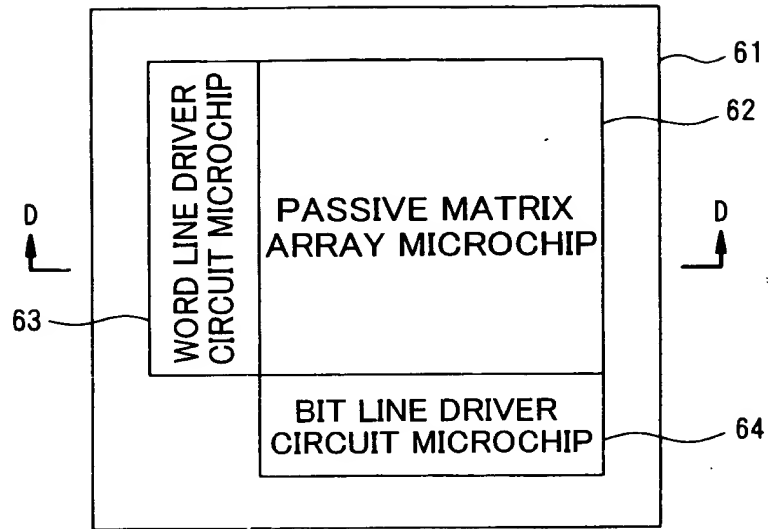 61
62
WORD LINE DRIVER
CIRCUIT MICROCHIP
PASSIVE MATRIX
ARRAY MICROCHIP
D
D
63
BIT LINE DRIVER
CIRCUIT MICROCHIP
64